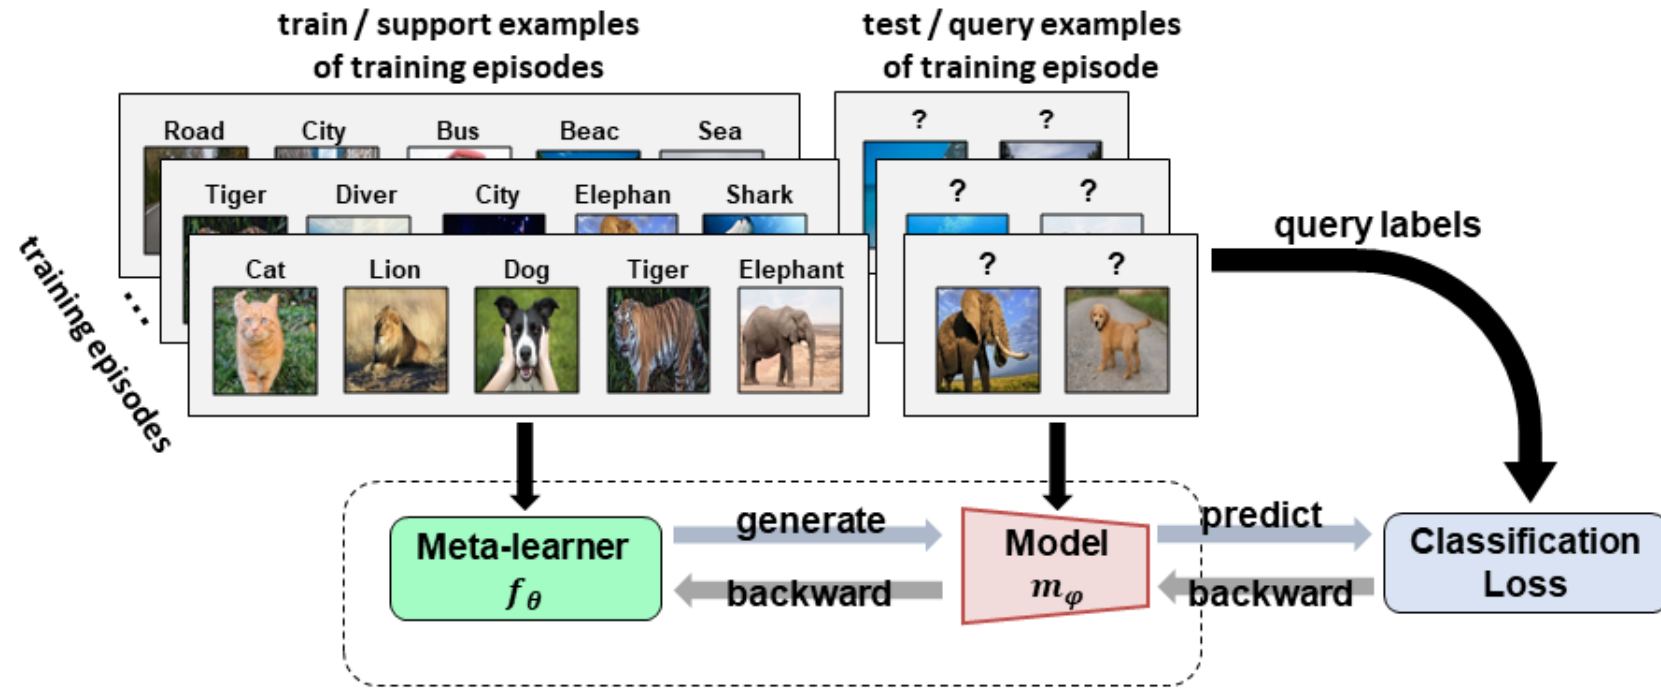 train / support examples
of training episodes
test / query examples
of training episode
Road City Bus Beac Sea
? ?
Tiger Diver City Elephan Shark
? ?
Cat Lion Dog Tiger Elephant
? ?
training episodes
...
query labels
Meta-learner
f_θ
generate
backward
Model
m_φ
predict
backward
Classification
Loss